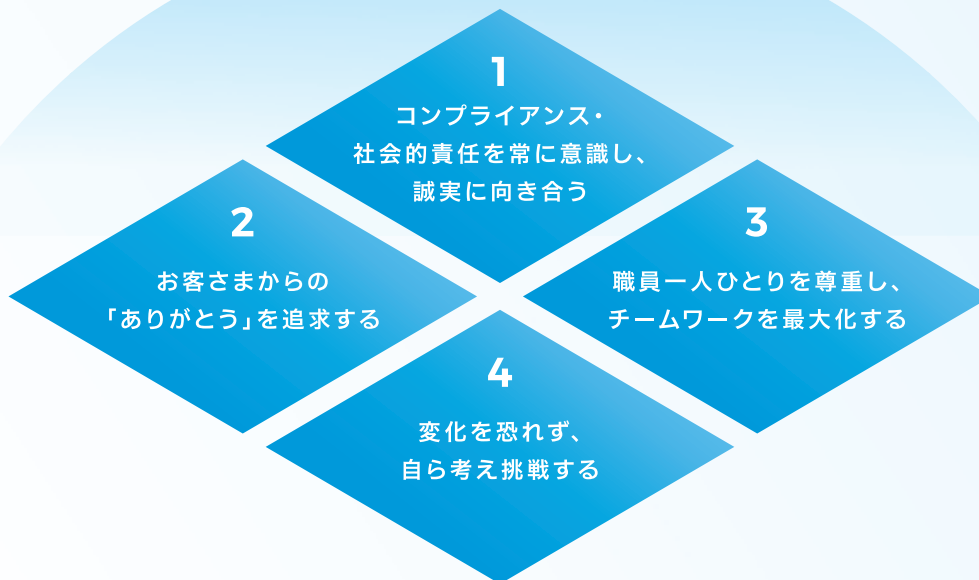 1
コンプライアンス・
社会的責任を常に意識し、
誠実に向き合う
2
お客さまからの
「ありがとう」を追求する
3
職員一人ひとりを尊重し、
チームワークを最大化する
4
変化を恐れず、
自ら考え挑戦する